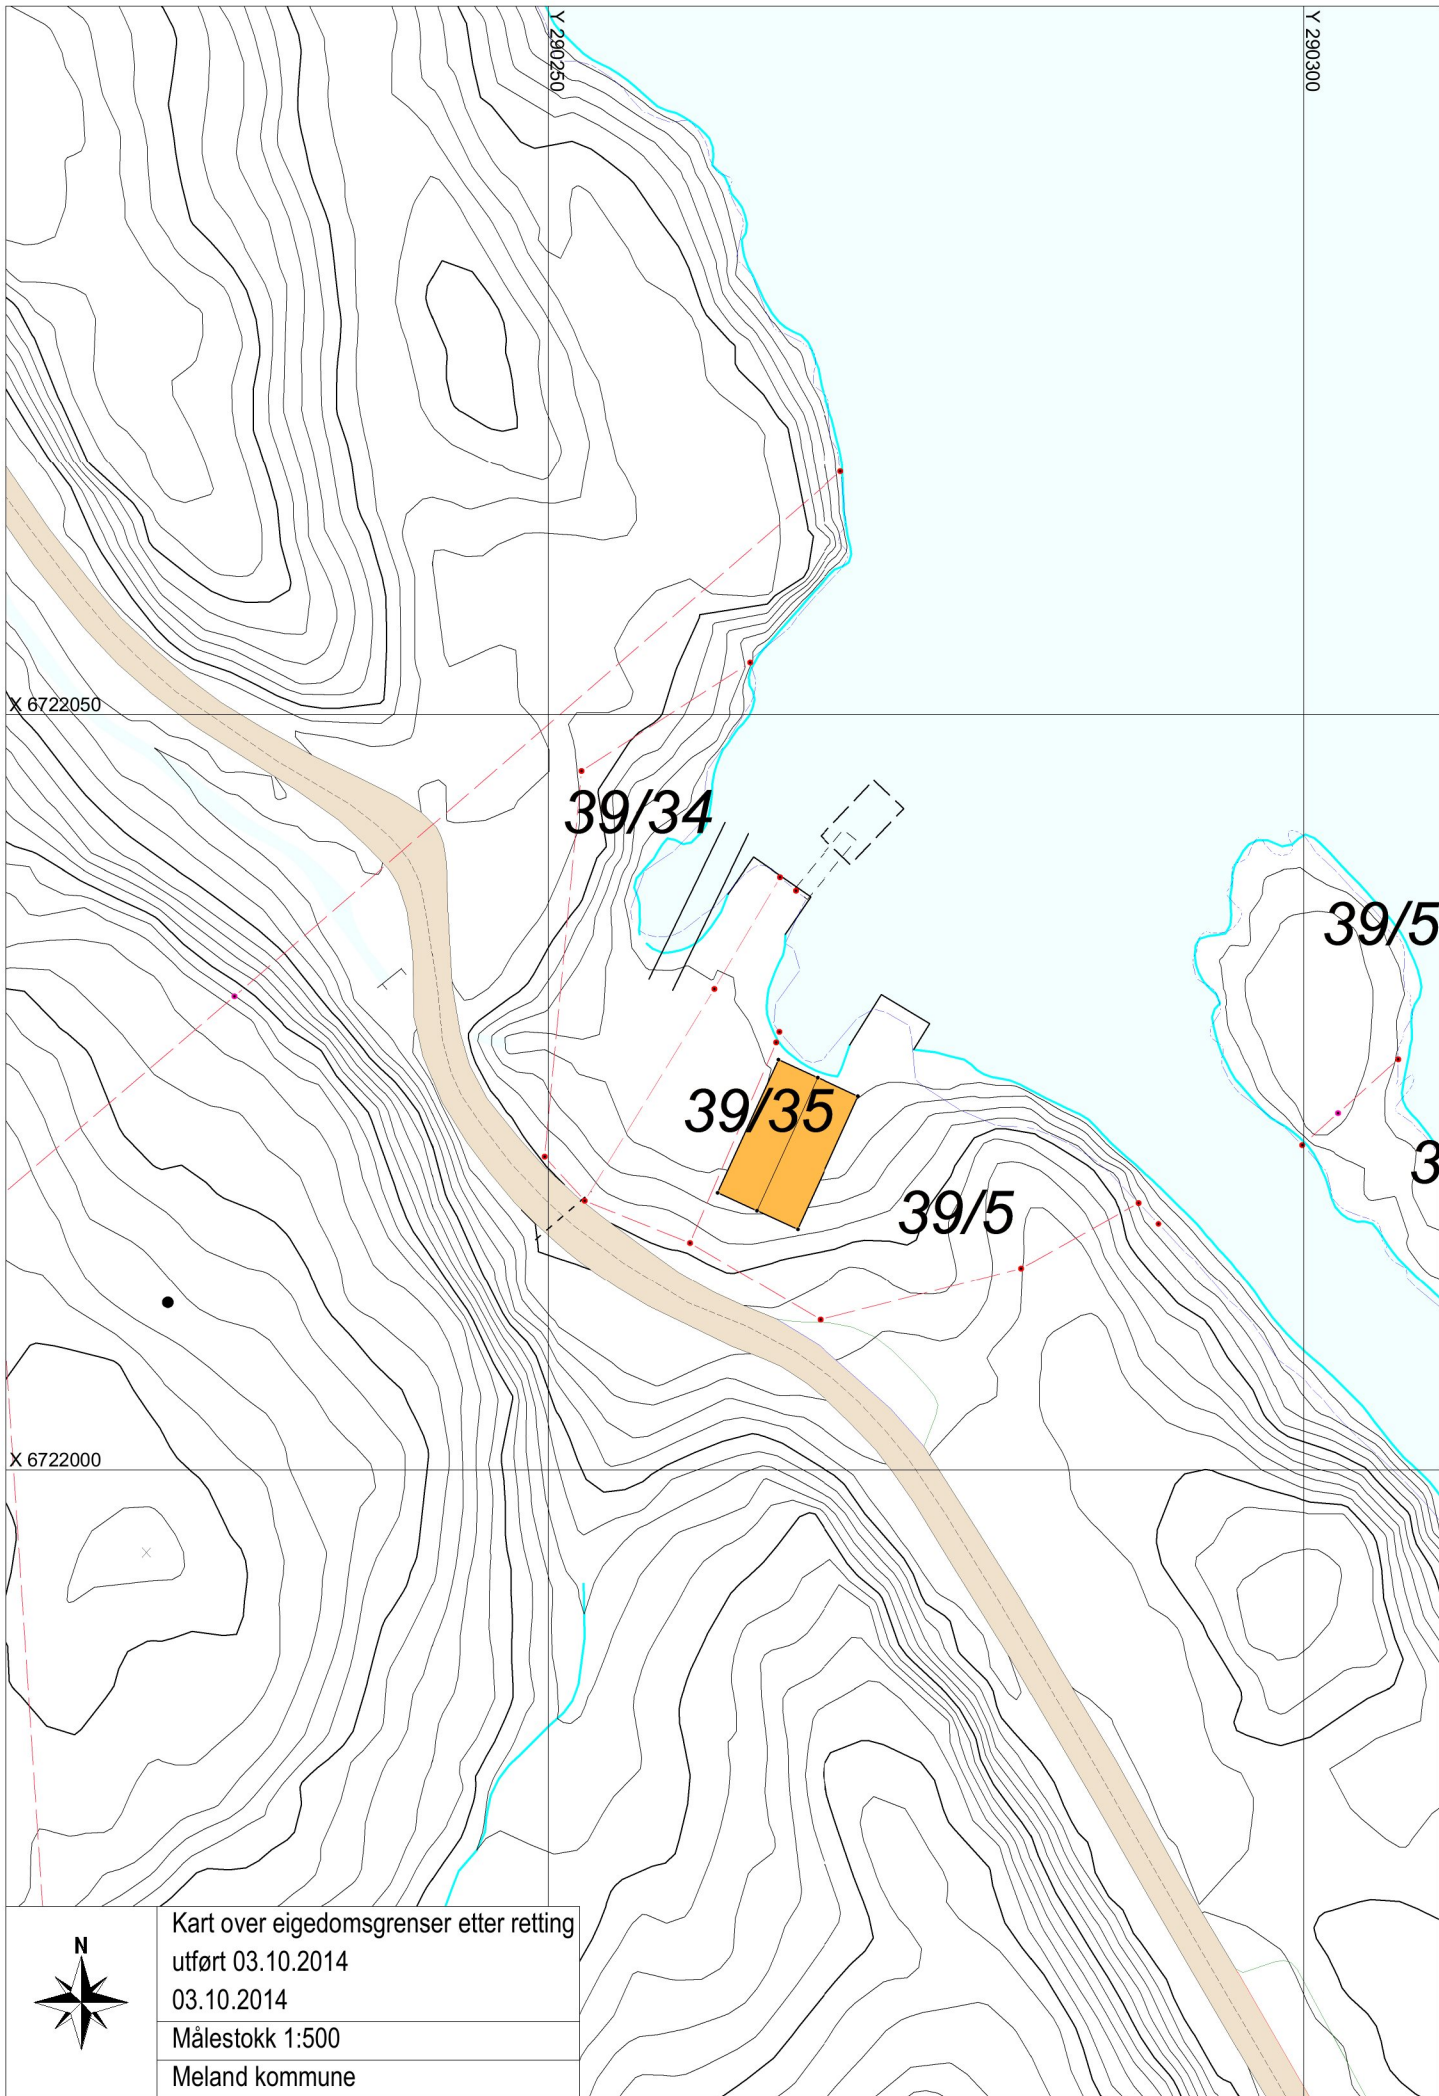 Y 290250
Y 290300
X 6722050
39/34
39/5
39/35
3
39/5
X 6722000
N
Kart over eigedomsgrenser etter retting
utført 03.10.2014
03.10.2014
Målestokk 1:500
Meland kommune